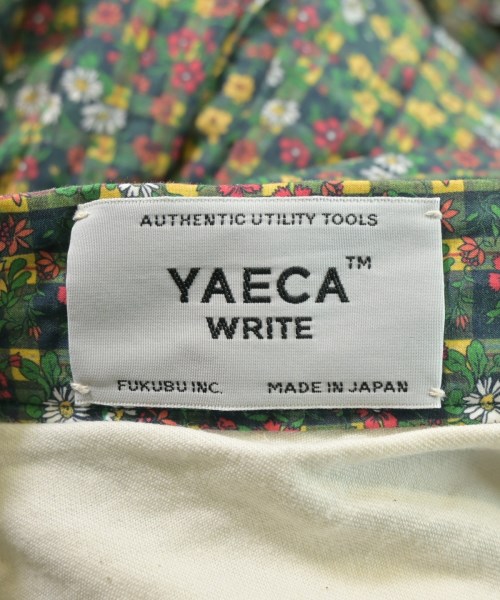 AUTHENTIC UTILITY TOOLS
YAECA™
WRITE
FUKUBU INC. MADE IN JAPAN